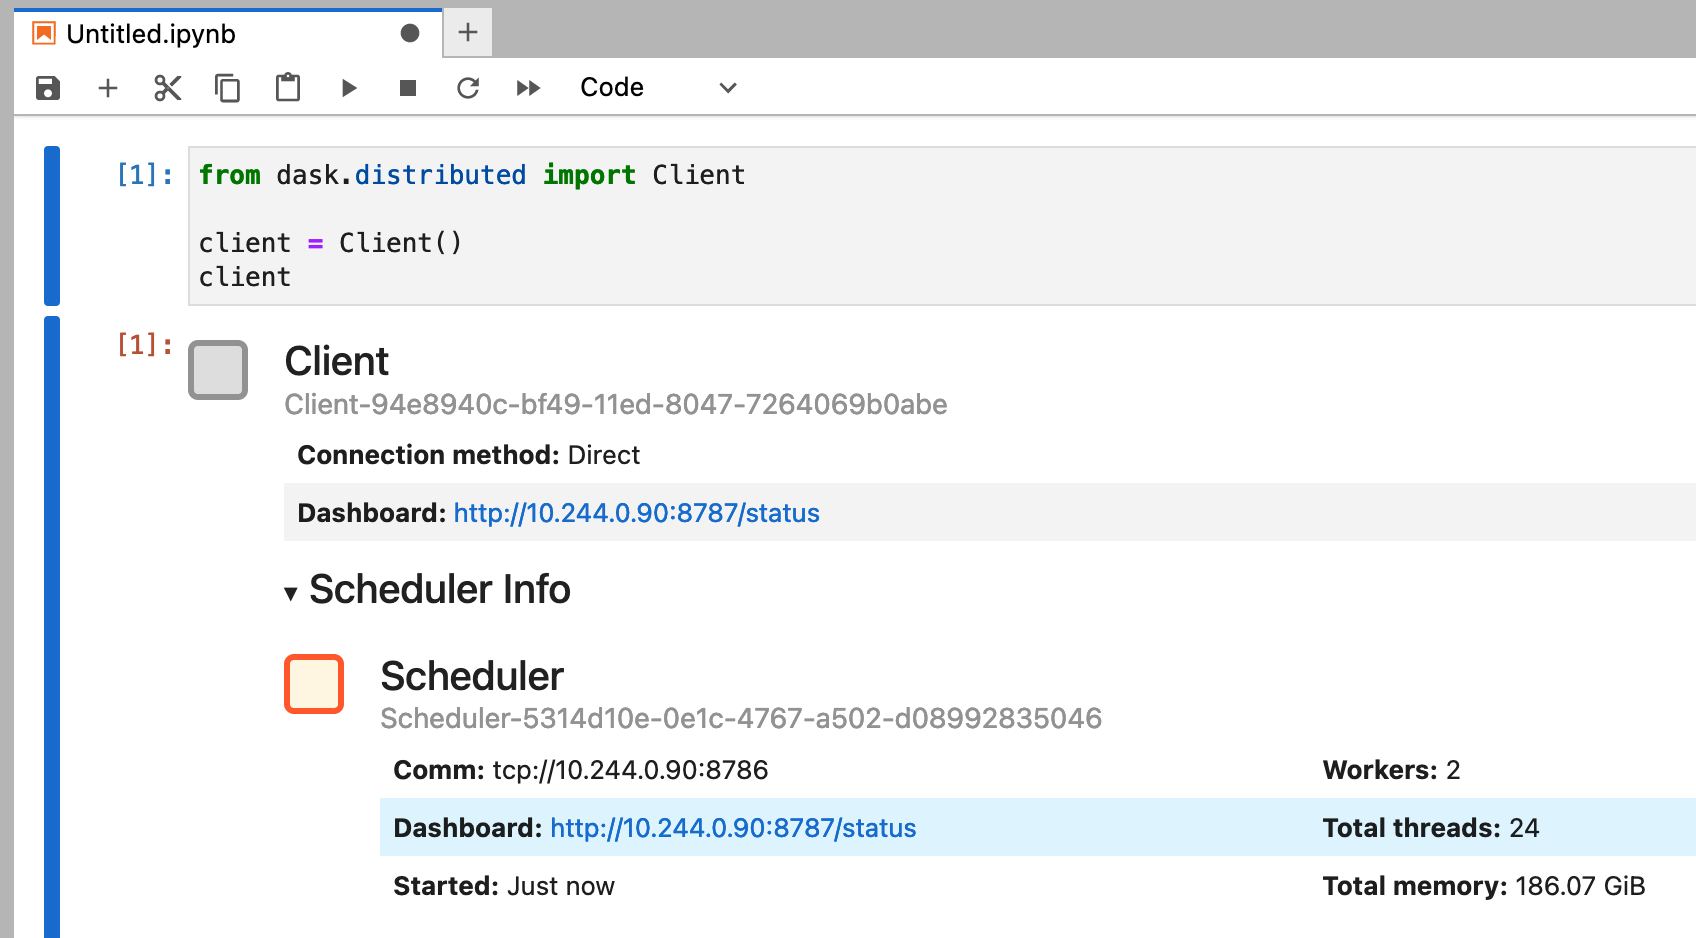 Untitled.ipynb
Code
[1]: from dask.distributed import Client
client = Client()
client
[1]: Client
Client-94e8940c-bf49-11ed-8047-7264069b0abe
Connection method: Direct
Dashboard: http://10.244.0.90:8787/status
▾ Scheduler Info
Scheduler
Scheduler-5314d10e-0e1c-4767-a502-d08992835046
Comm: tcp://10.244.0.90:8786 Workers: 2
Dashboard: http://10.244.0.90:8787/status Total threads: 24
Started: Just now Total memory: 186.07 GiB